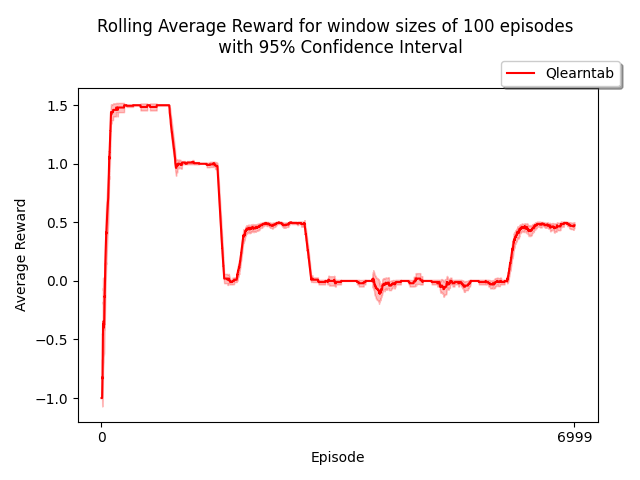 Rolling Average Reward for window sizes of 100 episodes
with 95% Confidence Interval
Qlearntab
1.5
1.0
0.5
0.0
−0.5
−1.0
Average Reward
0
6999
Episode